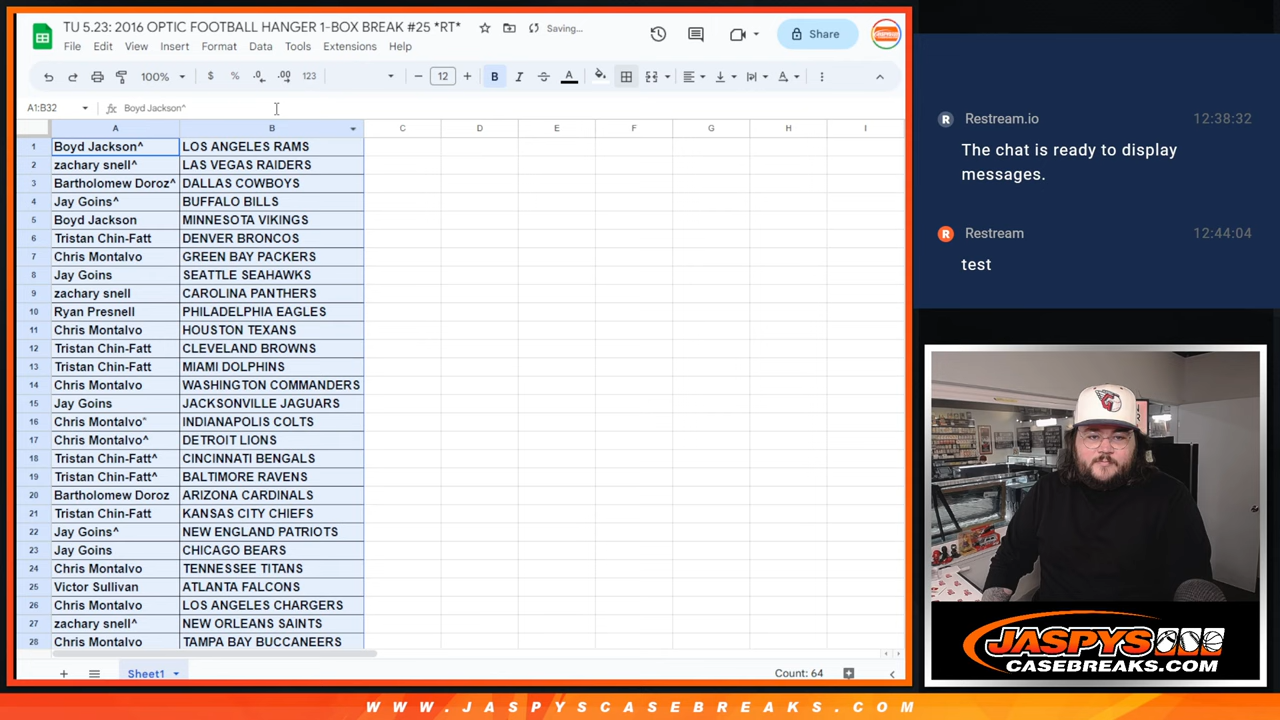 TU 5.23: 2016 OPTIC FOOTBALL HANGER 1-BOX BREAK #25 *RT*
Saving...
File Edit View Insert Format Data Tools Extensions Help
Share
100% $ % .0 .00 123 12 B I A
A1:B32 Boyd Jackson^
A B C D E F G H I
1 Boyd Jackson^ LOS ANGELES RAMS
2 zachary snell^ LAS VEGAS RAIDERS
3 Bartholomew Doroz^ DALLAS COWBOYS
4 Jay Goins^ BUFFALO BILLS
5 Boyd Jackson MINNESOTA VIKINGS
6 Tristan Chin-Fatt DENVER BRONCOS
7 Chris Montalvo GREEN BAY PACKERS
8 Jay Goins SEATTLE SEAHAWKS
9 zachary snell CAROLINA PANTHERS
10 Ryan Presnell PHILADELPHIA EAGLES
11 Chris Montalvo HOUSTON TEXANS
12 Tristan Chin-Fatt CLEVELAND BROWNS
13 Tristan Chin-Fatt MIAMI DOLPHINS
14 Chris Montalvo WASHINGTON COMMANDERS
15 Jay Goins JACKSONVILLE JAGUARS
16 Chris Montalvo^ INDIANAPOLIS COLTS
17 Chris Montalvo^ DETROIT LIONS
18 Tristan Chin-Fatt^ CINCINNATI BENGALS
19 Tristan Chin-Fatt^ BALTIMORE RAVENS
20 Bartholomew Doroz ARIZONA CARDINALS
21 Tristan Chin-Fatt KANSAS CITY CHIEFS
22 Jay Goins^ NEW ENGLAND PATRIOTS
23 Jay Goins CHICAGO BEARS
24 Chris Montalvo TENNESSEE TITANS
25 Victor Sullivan ATLANTA FALCONS
26 Chris Montalvo LOS ANGELES CHARGERS
27 zachary snell^ NEW ORLEANS SAINTS
28 Chris Montalvo TAMPA BAY BUCCANEERS
Sheet1
Count: 64
Restream.io 12:38:32
The chat is ready to display
messages.
Restream 12:44:04
test
JASPYS
CASEBREAKS.COM
WWW.JASPYSCASEBREAKS.COM